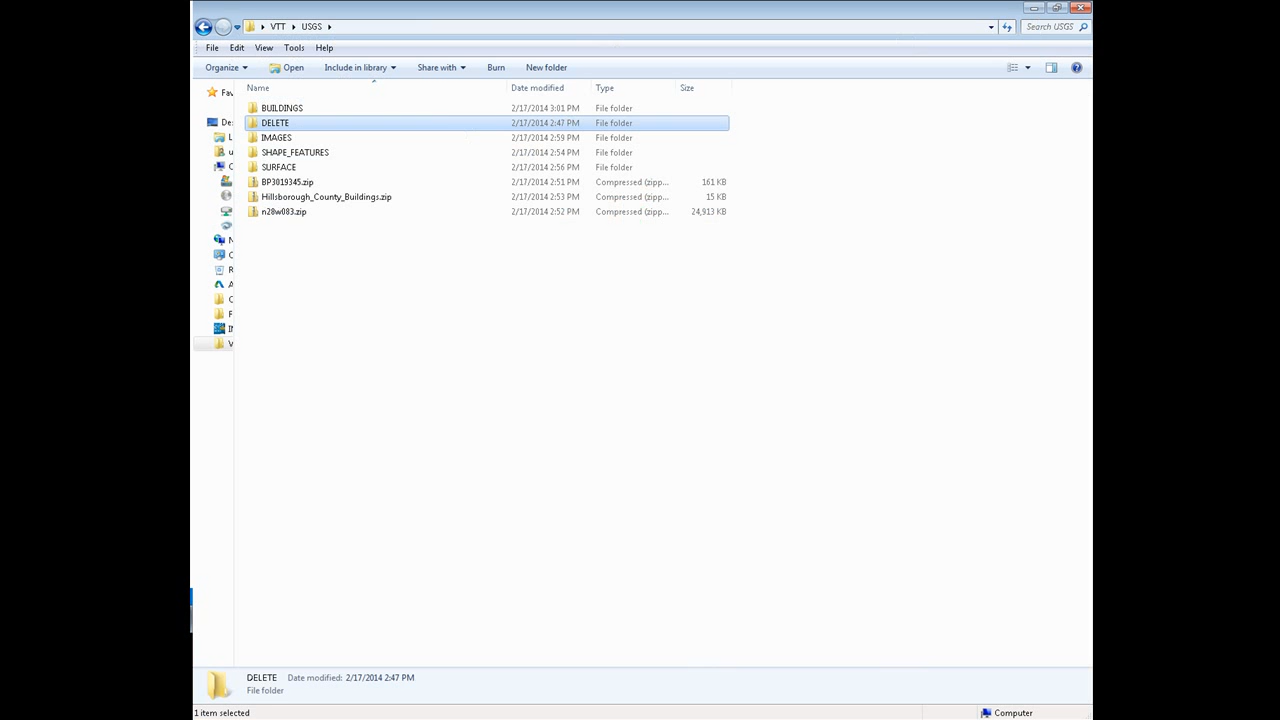 VTT USGS
Search USGS
File Edit View Tools Help
Organize Open Include in library Share with Burn New folder
Name Date modified Type Size
Fav
De
L
u
C
N
C
R
A
C
F
V
BUILDINGS 2/17/2014 3:01 PM File folder
DELETE 2/17/2014 2:47 PM File folder
IMAGES 2/17/2014 2:59 PM File folder
SHAPE_FEATURES 2/17/2014 2:54 PM File folder
SURFACE 2/17/2014 2:56 PM File folder
BP3019345.zip 2/17/2014 2:51 PM Compressed (zipp... 161 KB
Hillsborough_County_Buildings.zip 2/17/2014 2:53 PM Compressed (zipp... 15 KB
n28w083.zip 2/17/2014 2:52 PM Compressed (zipp... 24,913 KB
DELETE Date modified: 2/17/2014 2:47 PM
File folder
1 item selected Computer